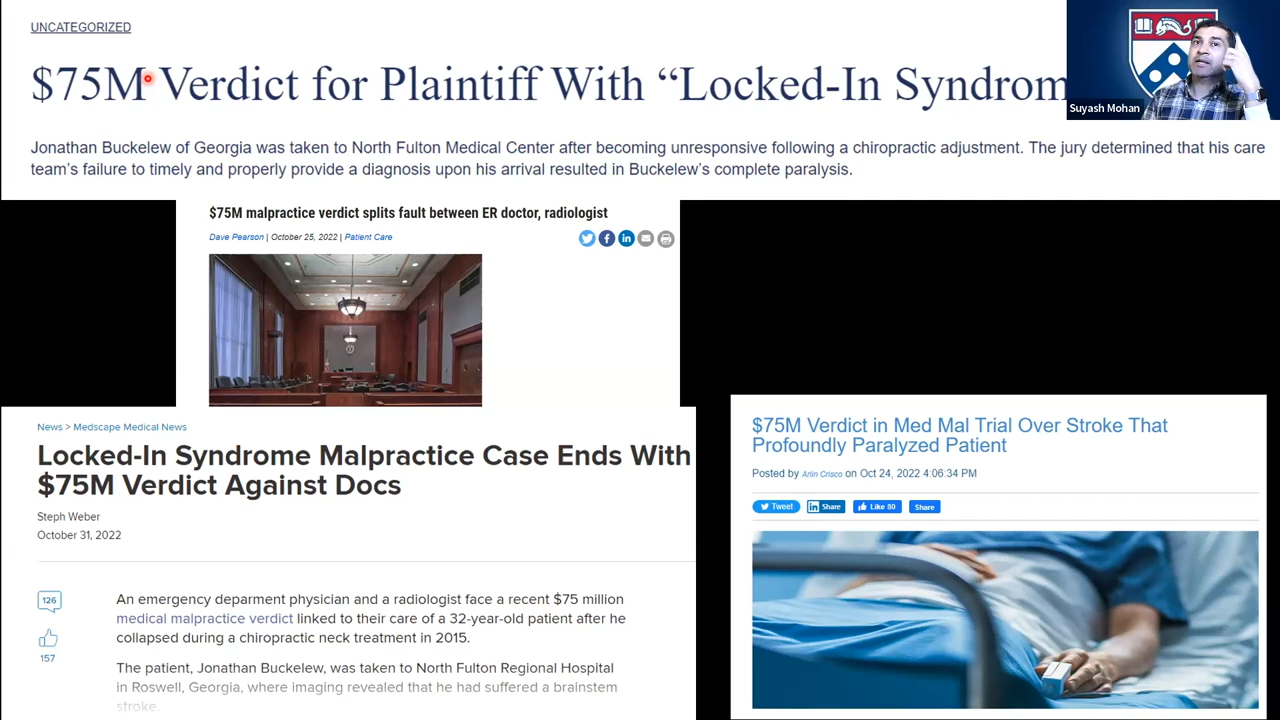 UNCATEGORIZED
$75M Verdict for Plaintiff With “Locked-In Syndrom
Suyash Mohan
Jonathan Buckelew of Georgia was taken to North Fulton Medical Center after becoming unresponsive following a chiropractic adjustment. The jury determined that his care
team’s failure to timely and properly provide a diagnosis upon his arrival resulted in Buckelew’s complete paralysis.
$75M malpractice verdict splits fault between ER doctor, radiologist
Dave Pearson | October 25, 2022 | Patient Care
News > Medscape Medical News
Locked-In Syndrome Malpractice Case Ends With
$75M Verdict Against Docs
Steph Weber
October 31, 2022
126
157
An emergency deparment physician and a radiologist face a recent $75 million
medical malpractice verdict linked to their care of a 32-year-old patient after he
collapsed during a chiropractic neck treatment in 2015.
The patient, Jonathan Buckelew, was taken to North Fulton Regional Hospital
in Roswell, Georgia, where imaging revealed that he had suffered a brainstem
stroke.
$75M Verdict in Med Mal Trial Over Stroke That
Profoundly Paralyzed Patient
Posted by Arlin Crisco on Oct 24, 2022 4:06:34 PM
Tweet
Share
Like 80
Share